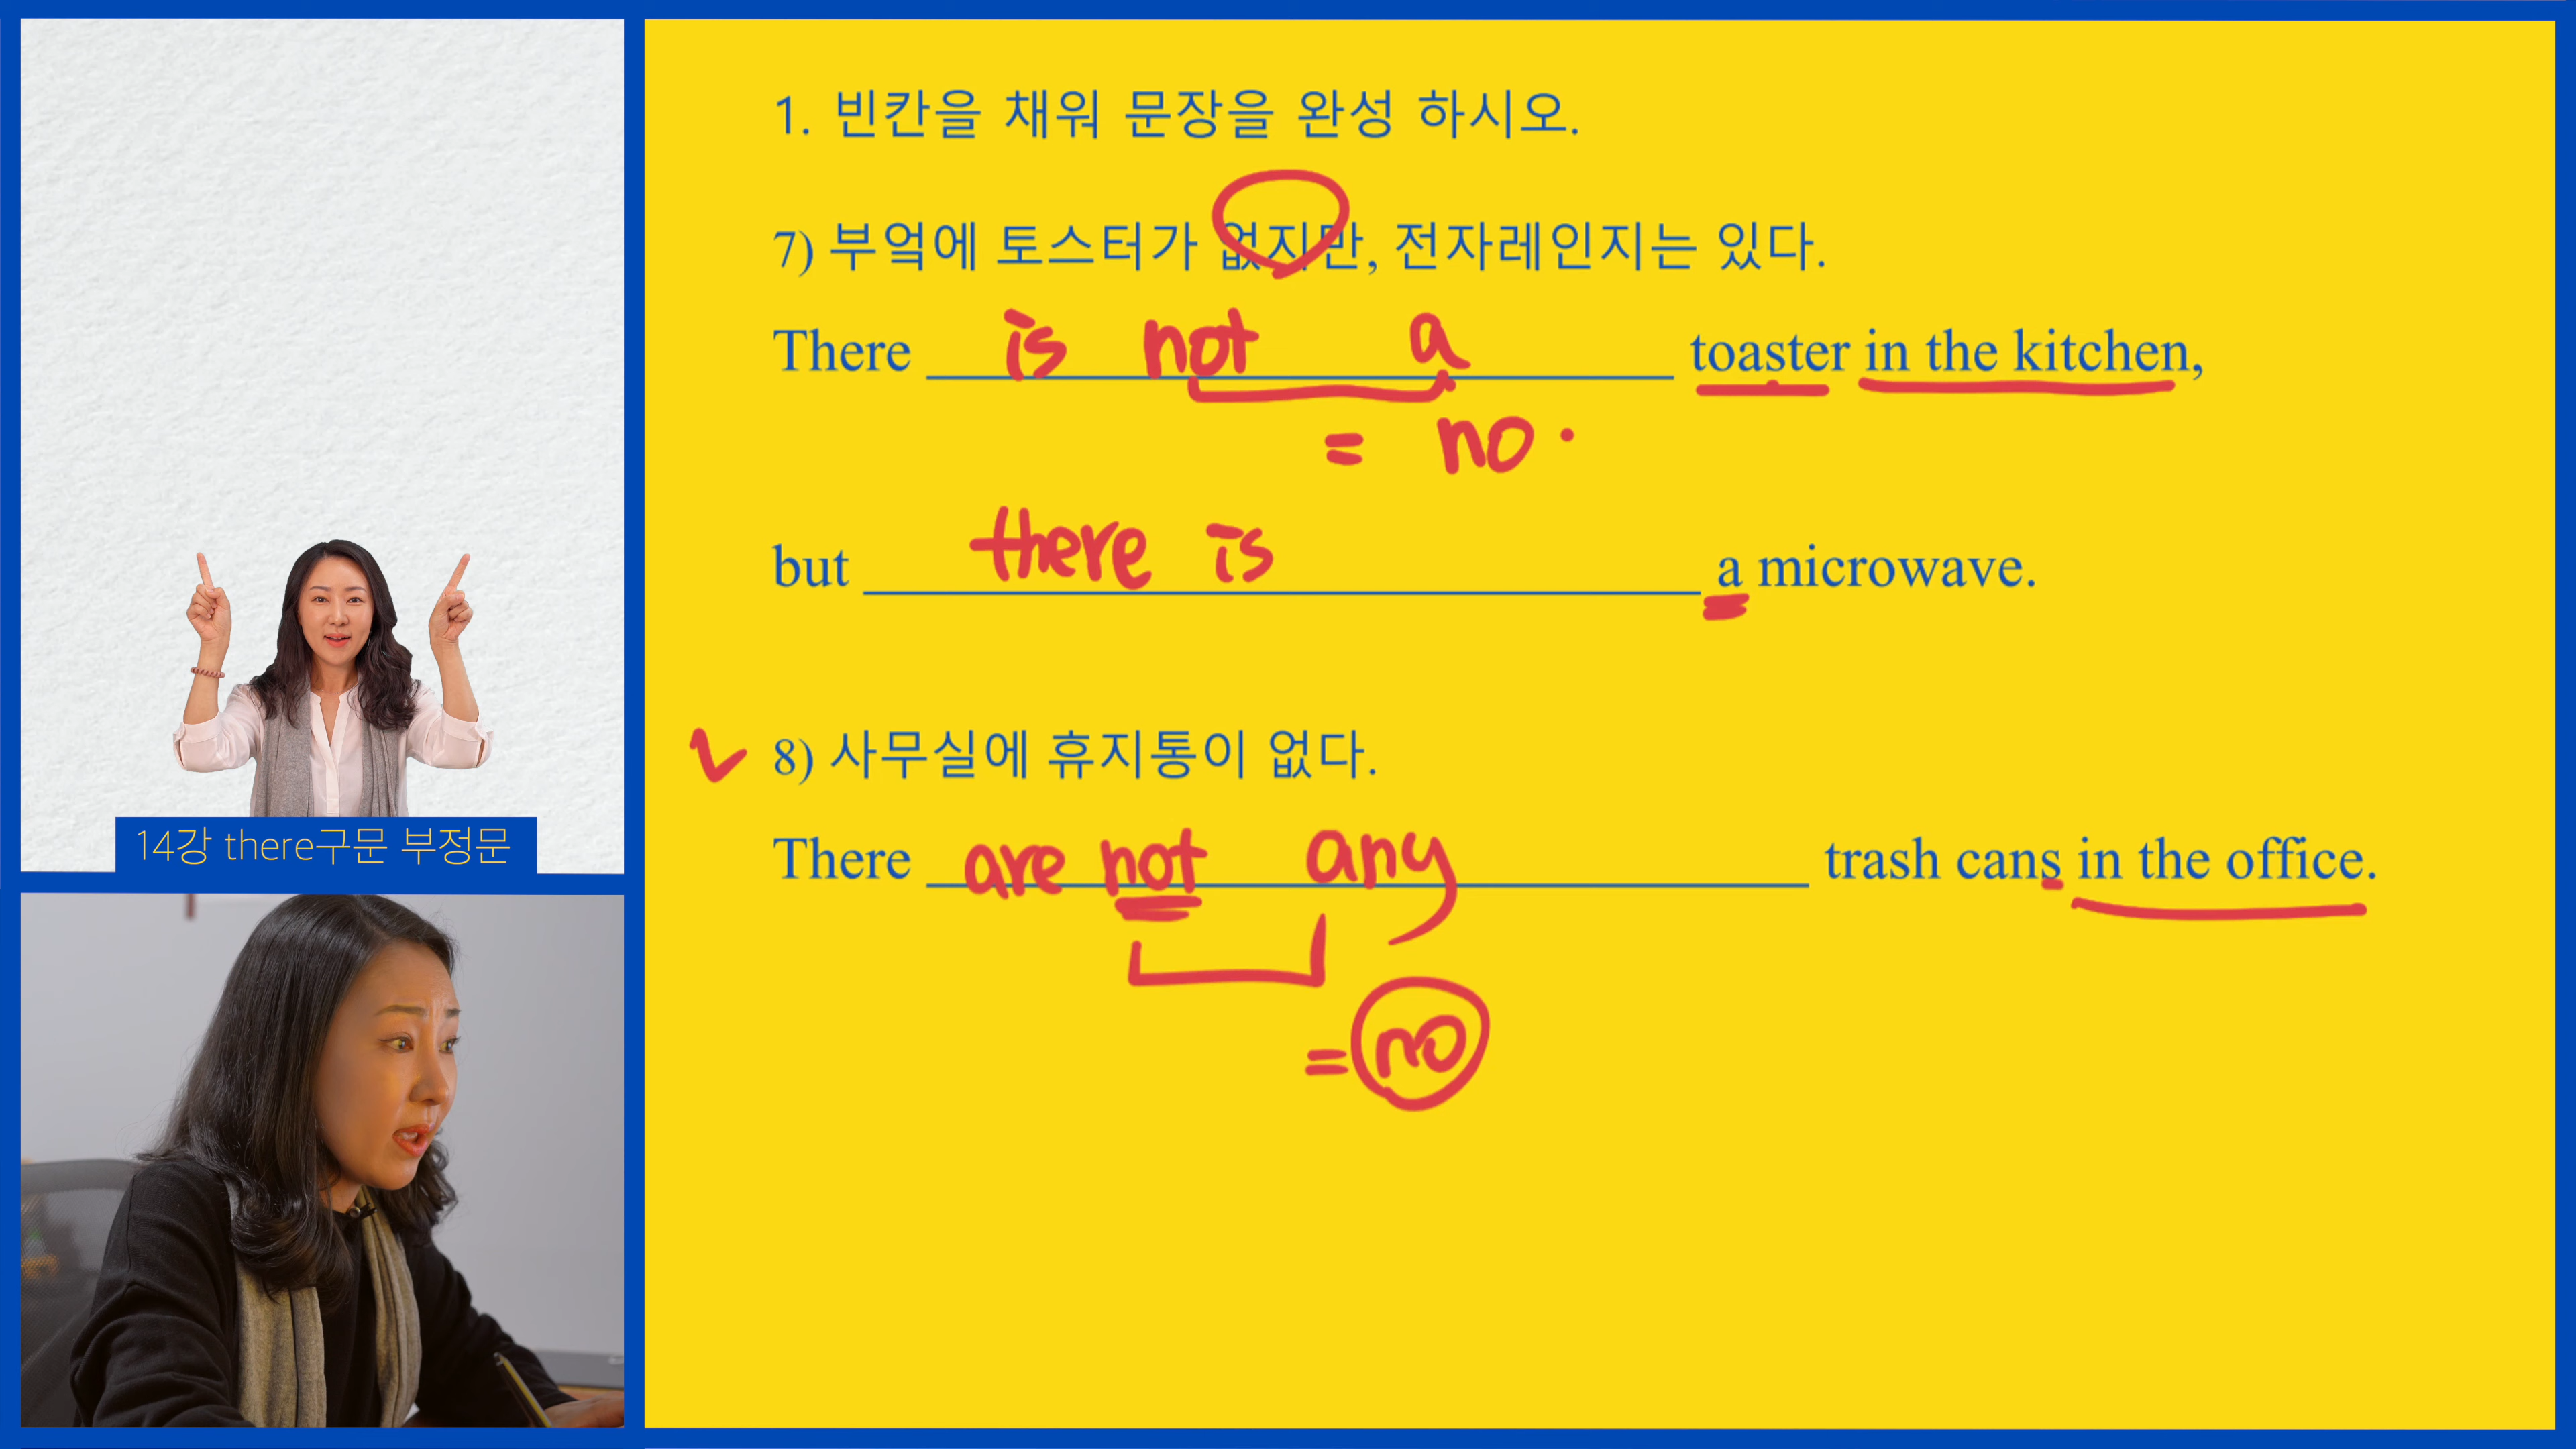 1. 빈칸을 채워 문장을 완성 하시오.
7) 부엌에 토스터가 없지만, 전자레인지는 있다.
There is not a toaster in the kitchen,
= no.
but there is a microwave.
8) 사무실에 휴지통이 없다.
There are not any trash cans in the office.
= no
14강 there구문 부정문